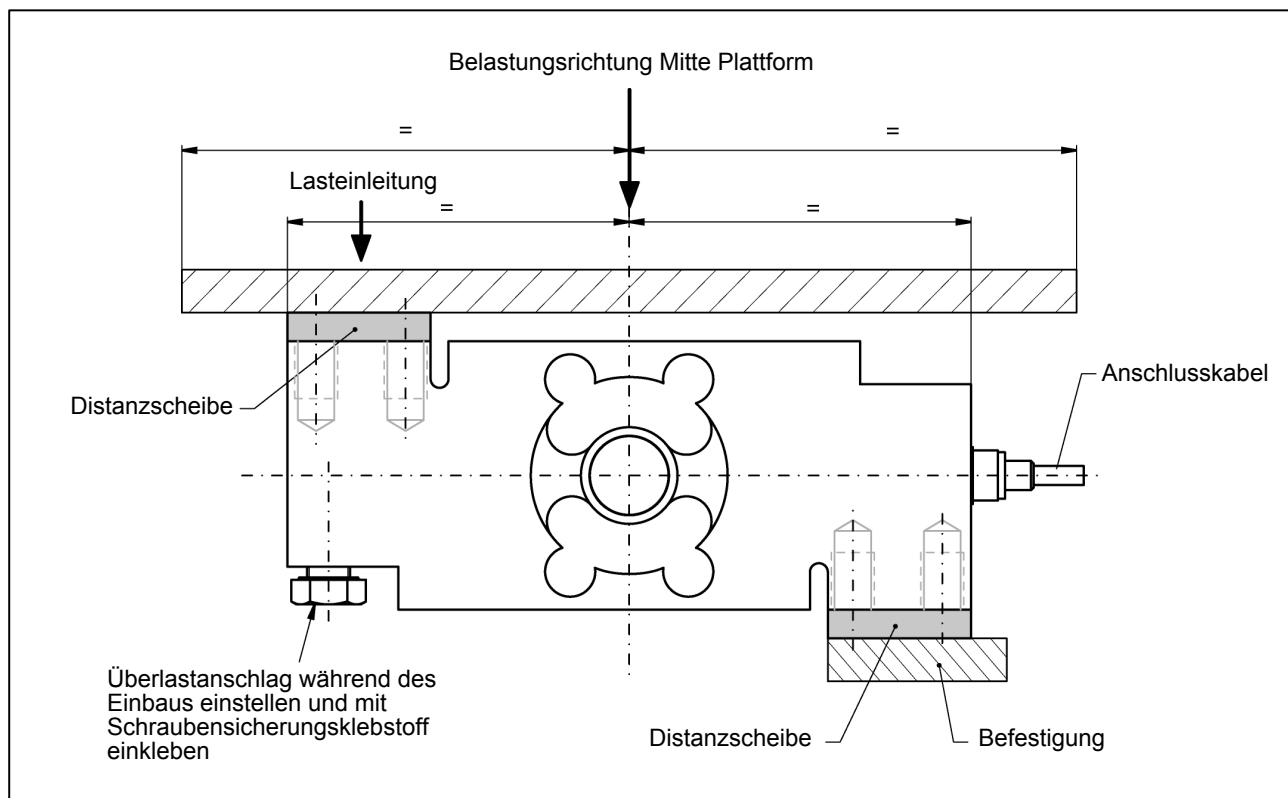 Belastungsrichtung Mitte Plattform
= =
Lasteinleitung
= =
Anschlusskabel
Distanzscheibe
Überlastanschlag während des
Einbaus einstellen und mit
Schraubensicherungsklebstoff
einkleben
Distanzscheibe
Befestigung